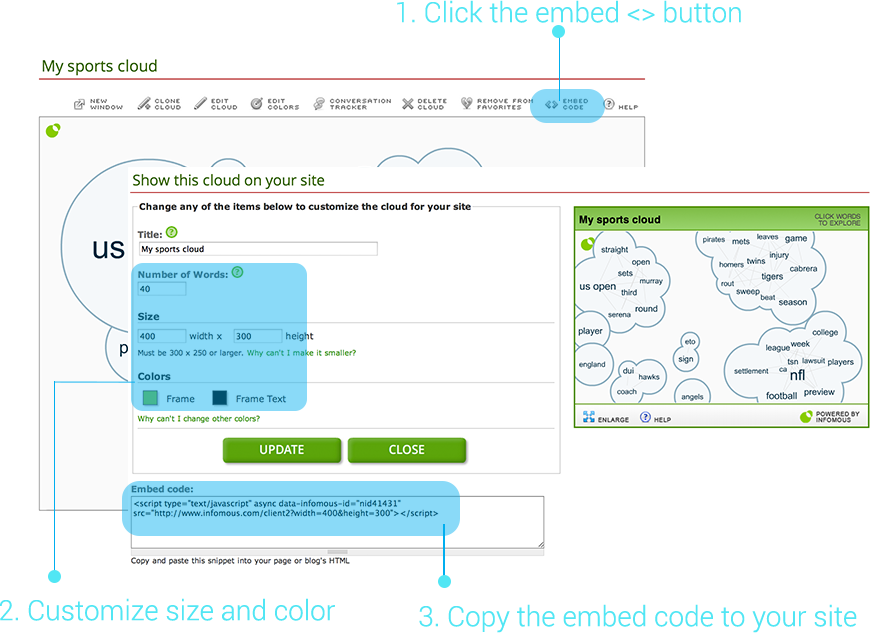 1. Click the embed <> button
My sports cloud
NEW WINDOW
CLONE CLOUD
EDIT CLOUD
EDIT COLORS
CONVERSATION TRACKER
DELETE CLOUD
REMOVE FROM FAVORITES
EMBED CODE
HELP
us
p
Show this cloud on your site
Change any of the items below to customize the cloud for your site
Title: ?
My sports cloud
Number of Words: ?
40
Size
400 width x 300 height
Must be 300 x 250 or larger. Why can't I make it smaller?
Colors
Frame Frame Text
Why can't I change other colors?
UPDATE CLOSE
Embed code:
<script type="text/javascript" async data-infomous-id="nid41431"
src="http://www.infomous.com/client2?width=400&height=300"></script>
Copy and paste this snippet into your page or blog's HTML
My sports cloud
CLICK WORDS
TO EXPLORE
straight
open
sets
murray
us open
third
serena
round
pirates
mets
leaves
game
injury
homers
twins
cabrera
tigers
rout
sweep
beat
season
player
england
eto
sign
dui
hawks
coach
angels
college
league
week
tsn
lawsuit
players
settlement
ca
nfl
football
preview
ENLARGE
? HELP
POWERED BY
INFOMOUS
2. Customize size and color
3. Copy the embed code to your site